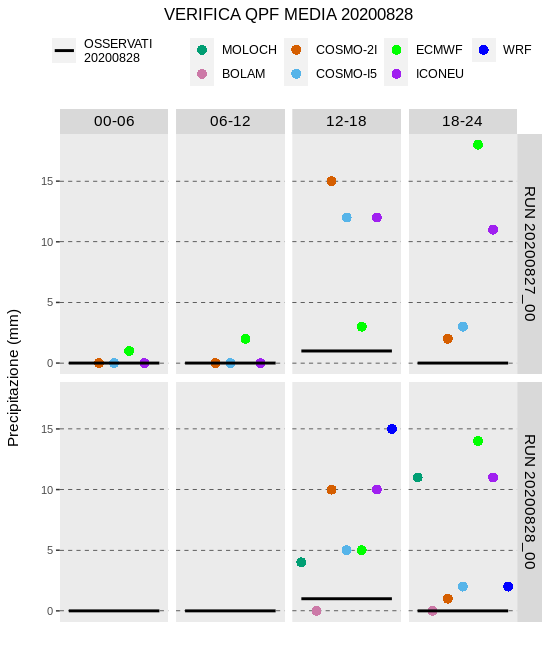 VERIFICA QPF MEDIA 20200828
OSSERVATI
20200828
MOLOCH
COSMO-2I
ECMWF
WRF
BOLAM
COSMO-I5
ICONEU
00-06
06-12
12-18
18-24
Precipitazione (mm)
15
10
5
0
RUN 20200827_00
15
10
5
0
RUN 20200828_00